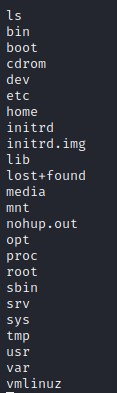 ls
bin
boot
cdrom
dev
etc
home
initrd
initrd.img
lib
lost+found
media
mnt
nohup.out
opt
proc
root
sbin
srv
sys
tmp
usr
var
vmlinuz